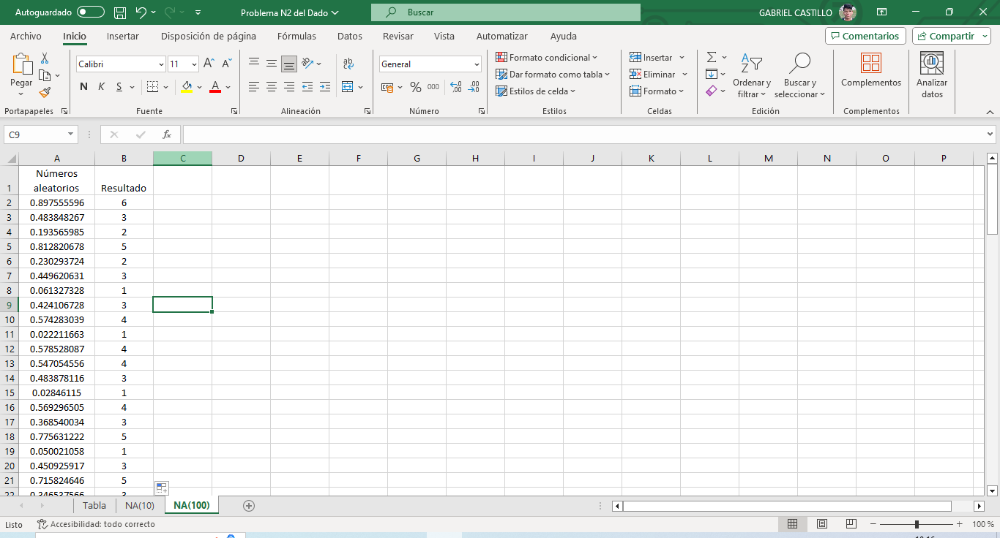 Autoguardado Problema N2 del Dado Buscar GABRIEL CASTILLO
Archivo Inicio Insertar Disposición de página Fórmulas Datos Revisar Vista Automatizar Ayuda Comentarios Compartir
Pegar
Calibri 11
N K S
ab
General
% 000
Formato condicional
Dar formato como tabla
Estilos de celda
Insertar
Eliminar
Formato
Ordenar y filtrar
Buscar y seleccionar
Complementos
Analizar datos
Portapapeles Fuente Alineación Número Estilos Celdas Edición Complementos
C9 fx
A B C D E F G H I J K L M N O P
1 Números aleatorios Resultado
2 0.897555596 6
3 0.483848267 3
4 0.193565985 2
5 0.812820678 5
6 0.230293724 2
7 0.449620631 3
8 0.061327328 1
9 0.424106728 3
10 0.574283039 4
11 0.022211663 1
12 0.578528087 4
13 0.547054556 4
14 0.483878116 3
15 0.02846115 1
16 0.569296505 4
17 0.368540034 3
18 0.775631222 5
19 0.050021058 1
20 0.450925917 3
21 0.715824646 5
22 0.346537566 3
Tabla NA(10) NA(100)
Listo Accesibilidad: todo correcto 100 %